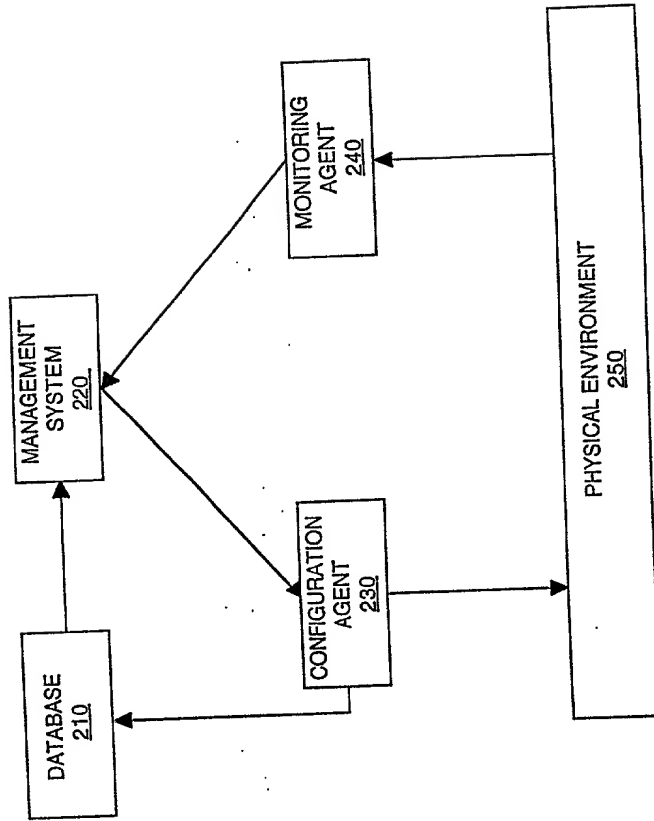 DATABASE
210
MANAGEMENT
SYSTEM
220
CONFIGURATION
AGENT
230
MONITORING
AGENT
240
PHYSICAL ENVIRONMENT
250